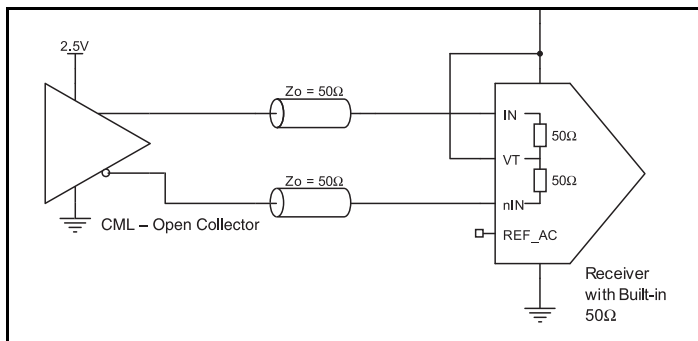 2.5V
Zo = 50Ω
IN
50Ω
VT
50Ω
Zo = 50Ω
nIN
CML – Open Collector
REF_AC
Receiver
with Built-in
50Ω